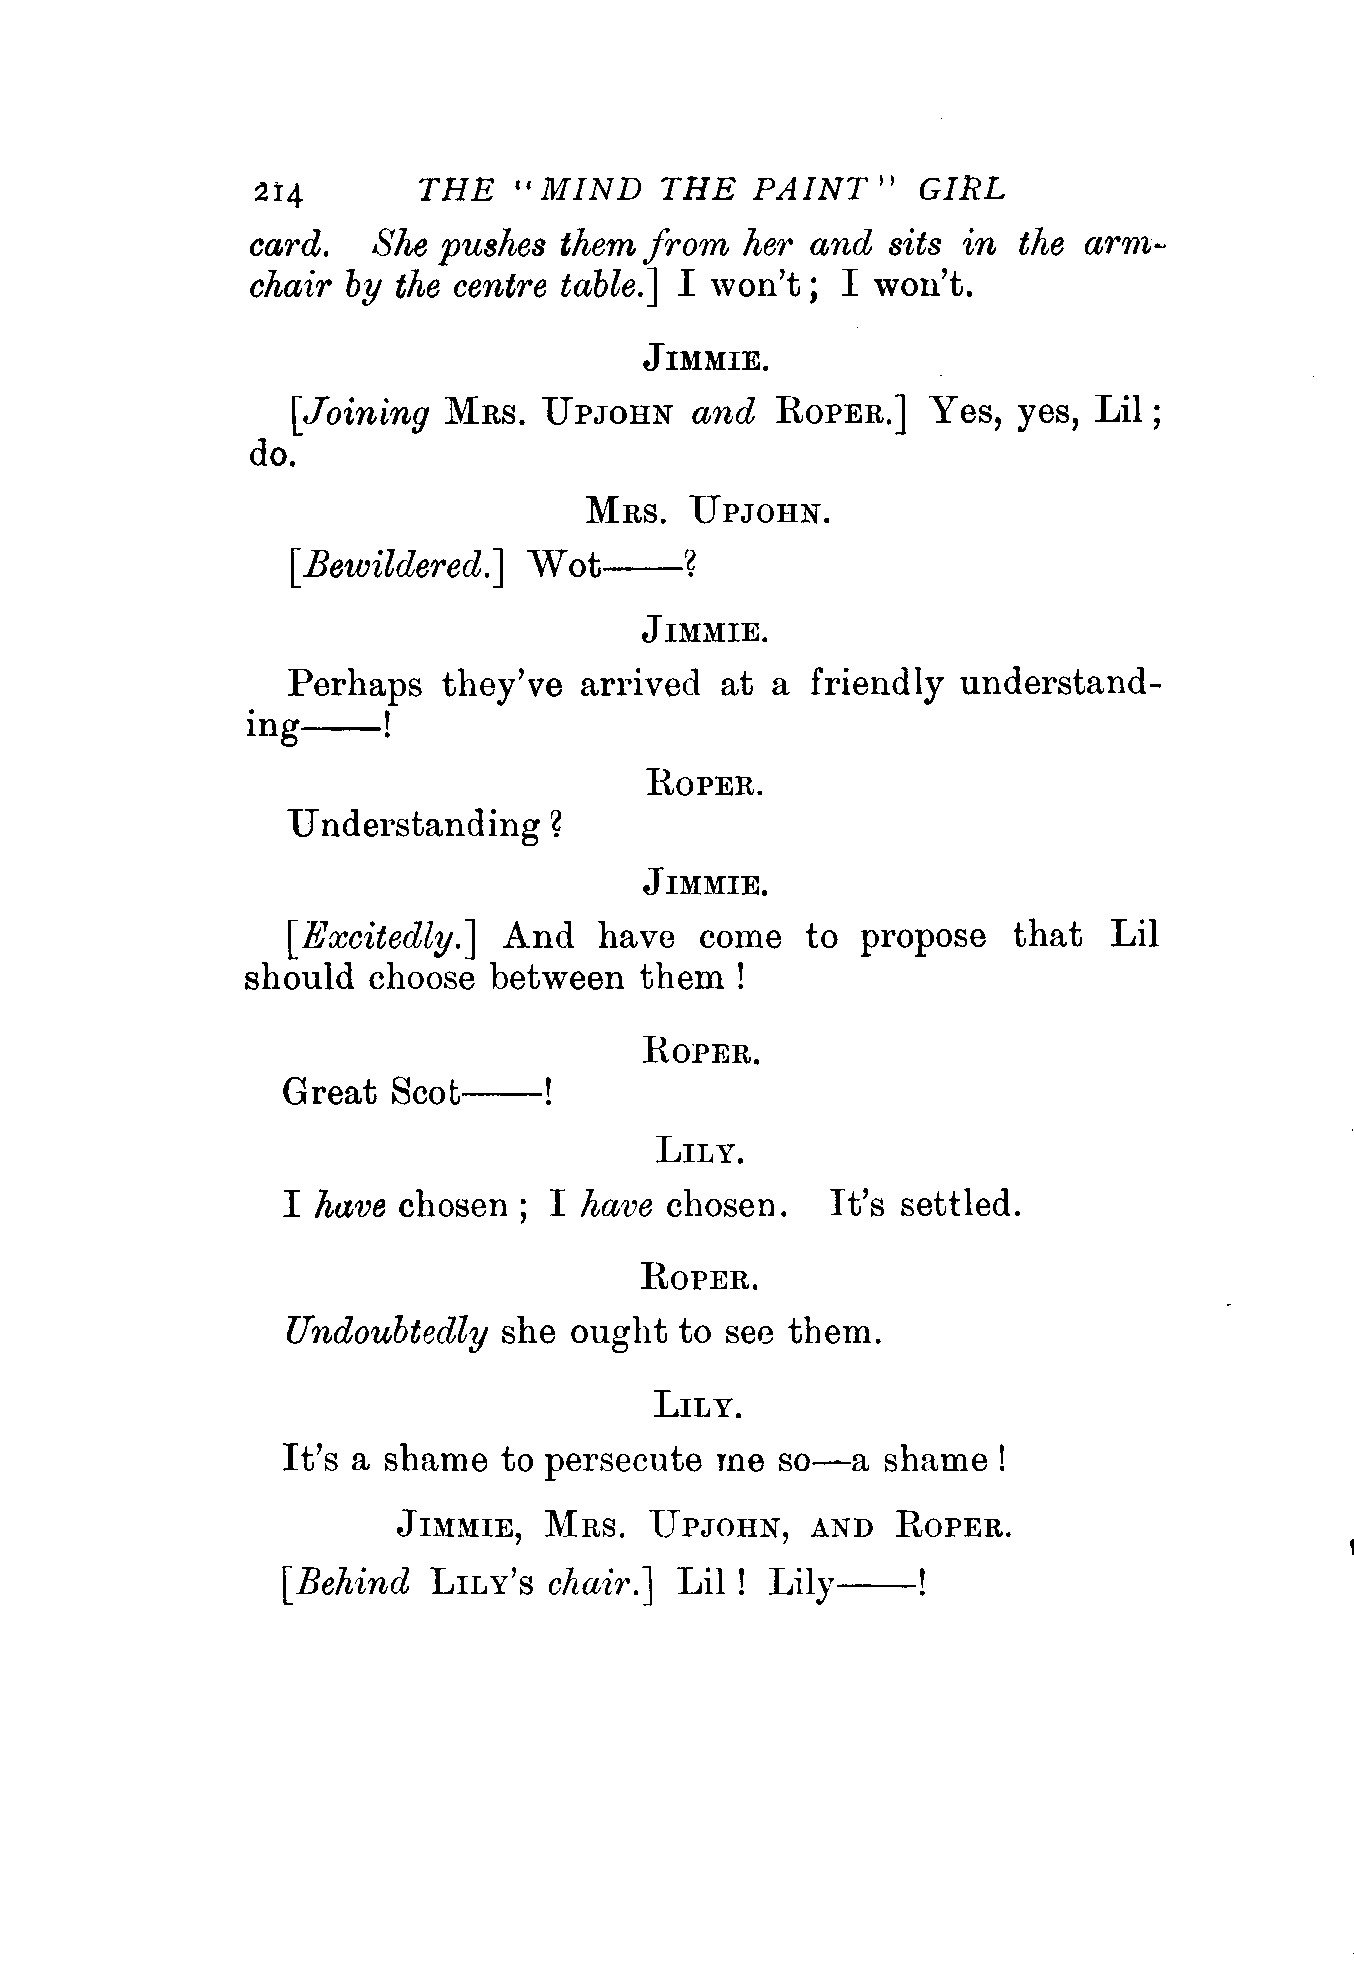 214 THE "MIND THE PAINT" GIRL
card. She pushes them from her and sits in the arm-
chair by the centre table.] I won't; I won't.
JIMMIE.
[Joining MRS. UPJOHN and ROPER.] Yes, yes, Lil;
do.
MRS. UPJOHN.
[Bewildered.] Wot——?
JIMMIE.
Perhaps they've arrived at a friendly understand-
ing——!
ROPER.
Understanding?
JIMMIE.
[Excitedly.] And have come to propose that Lil
should choose between them!
ROPER.
Great Scot——!
LILY.
I have chosen; I have chosen. It's settled.
ROPER.
Undoubtedly she ought to see them.
LILY.
It's a shame to persecute me so—a shame!
JIMMIE, MRS. UPJOHN, AND ROPER.
[Behind LILY'S chair.] Lil! Lily——!